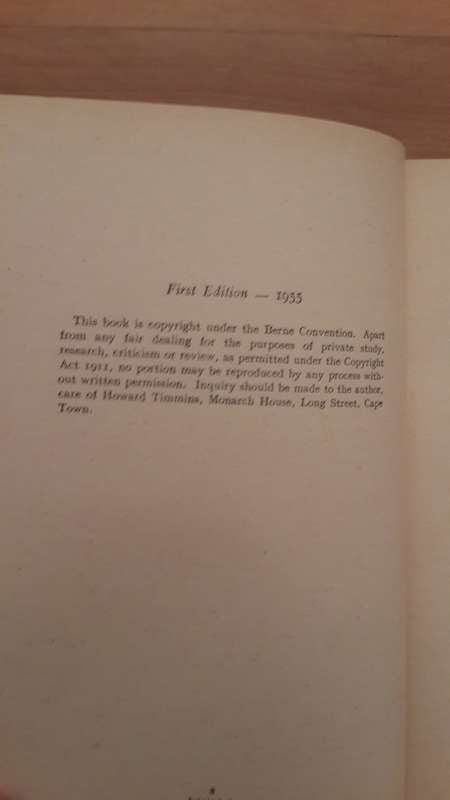 First Edition — 1955
This book is copyright under the Berne Convention. Apart
from any fair dealing for the purposes of private study,
research, criticism or review, as permitted under the Copyright
Act 1911, no portion may be reproduced by any process with-
out written permission. Inquiry should be made to the author,
care of Howard Timmins, Monarch House, Long Street, Cape
Town.